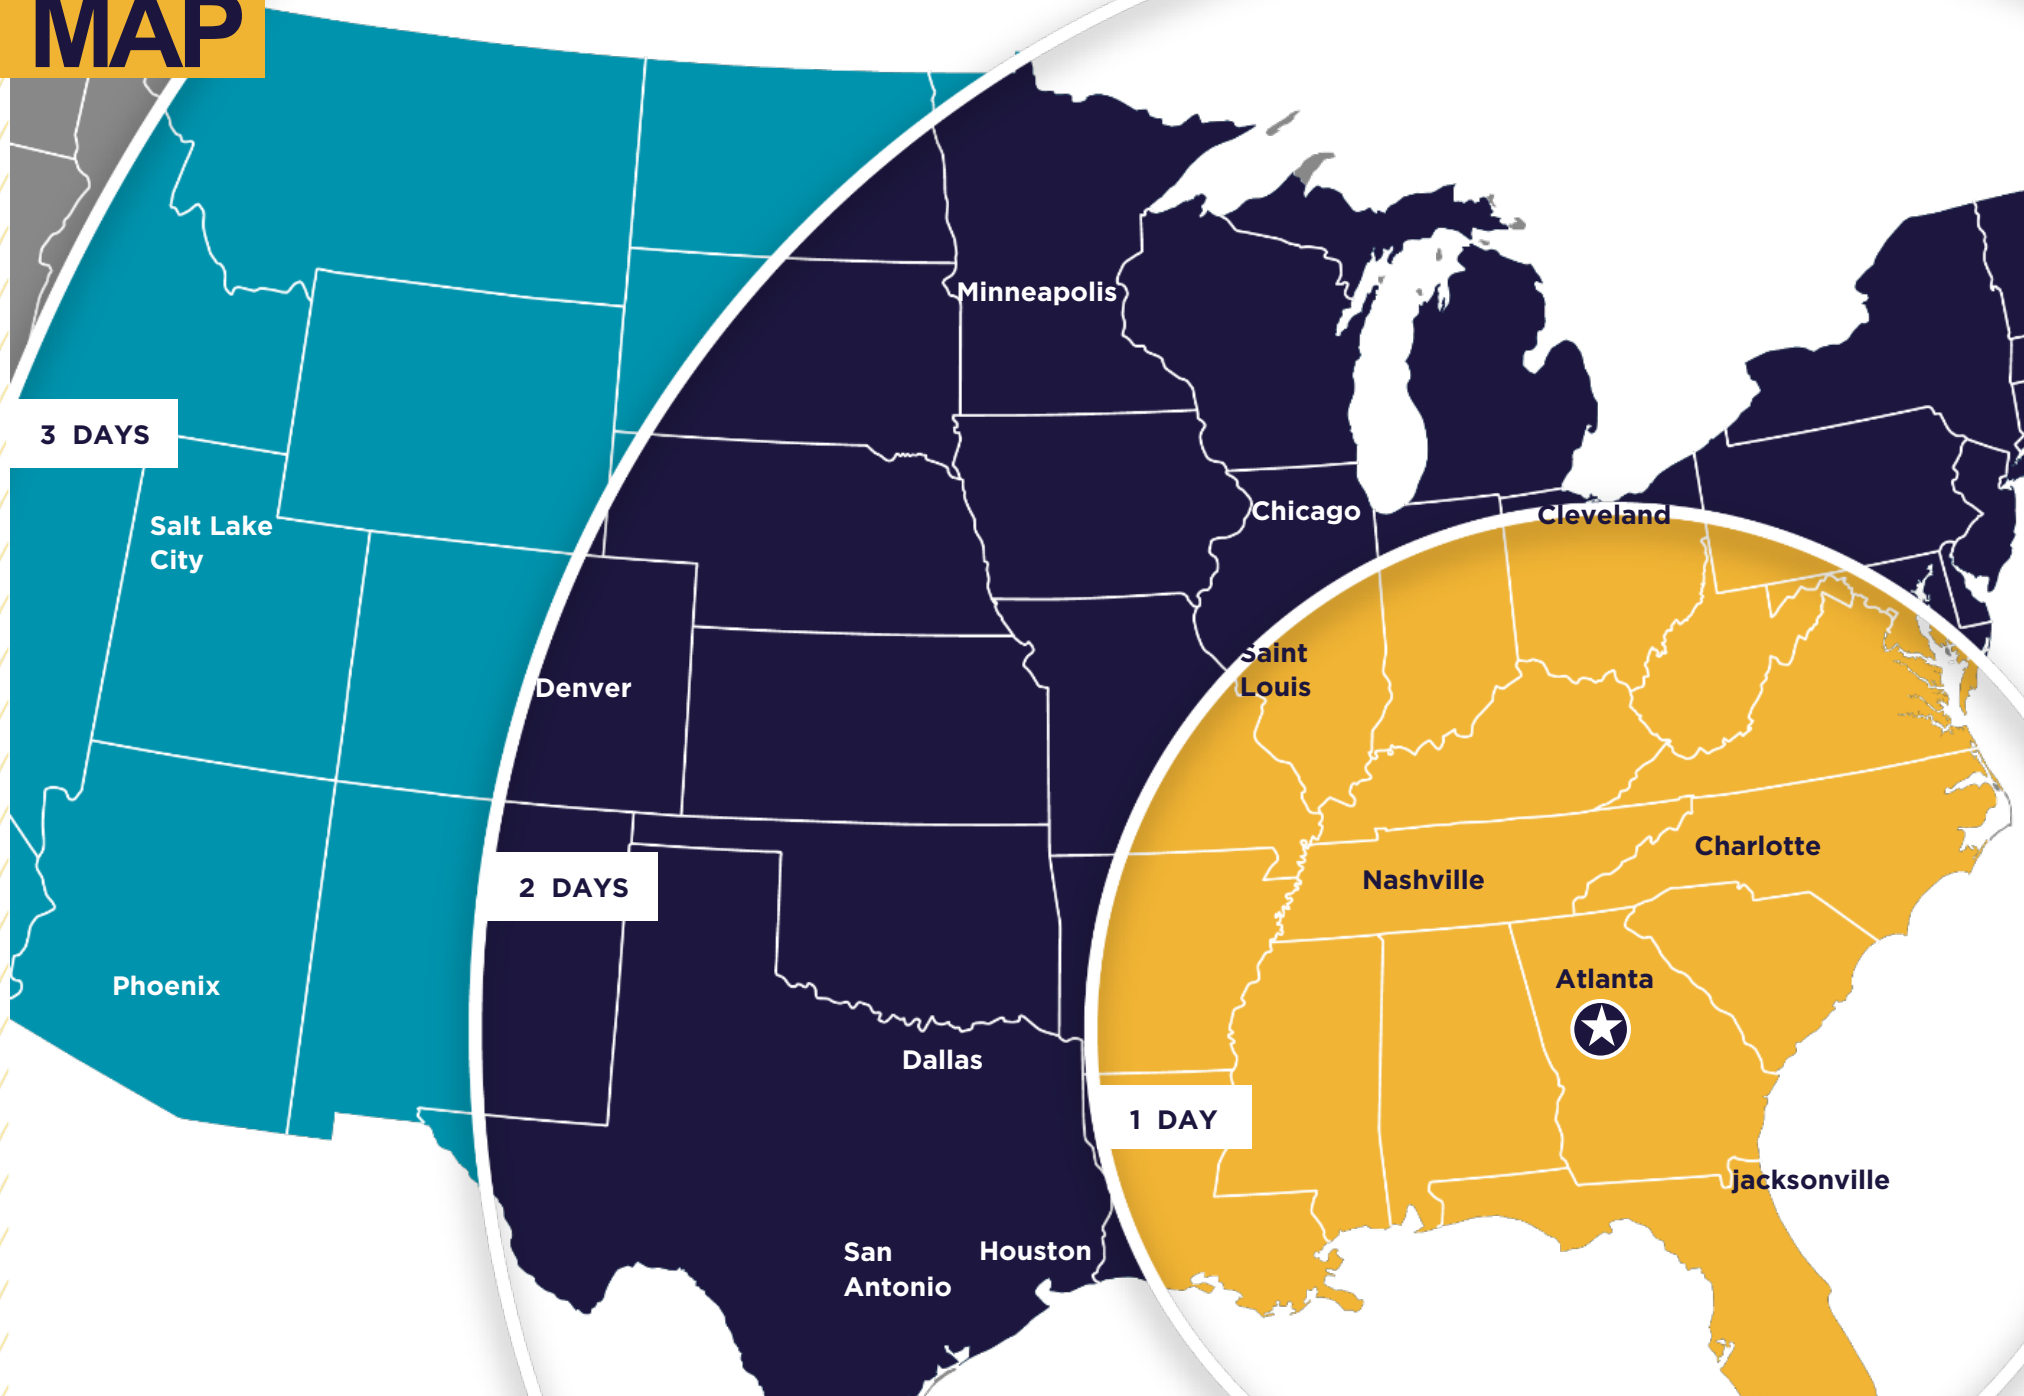 MAP
Minneapolis
3 DAYS
Chicago
Cleveland
Salt Lake
City
Saint
Louis
Denver
Charlotte
Nashville
2 DAYS
Atlanta
Phoenix
Dallas
1 DAY
jacksonville
San
Antonio
Houston